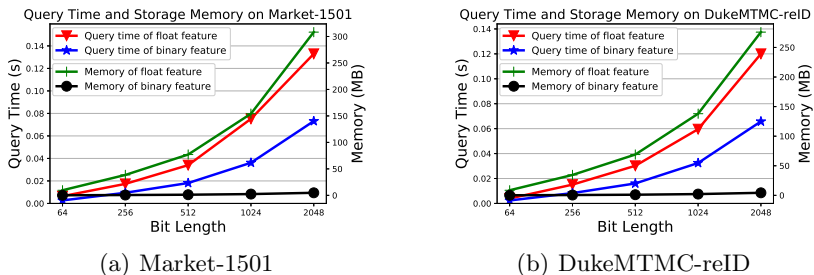 Query Time and Storage Memory on Market-1501
Query Time (s)
0.14
0.12
0.10
0.08
0.06
0.04
0.02
0.00
Query time of float feature
Query time of binary feature
Memory of float feature
Memory of binary feature
300
250
200
150
100
50
0
Memory (MB)
64 256 512 1024 2048
Bit Length
(a) Market-1501
Query Time and Storage Memory on DukeMTMC-reID
Query Time (s)
0.14
0.12
0.10
0.08
0.06
0.04
0.02
0.00
Query time of float feature
Query time of binary feature
Memory of float feature
Memory of binary feature
250
200
150
100
50
0
Memory (MB)
64 256 512 1024 2048
Bit Length
(b) DukeMTMC-reID